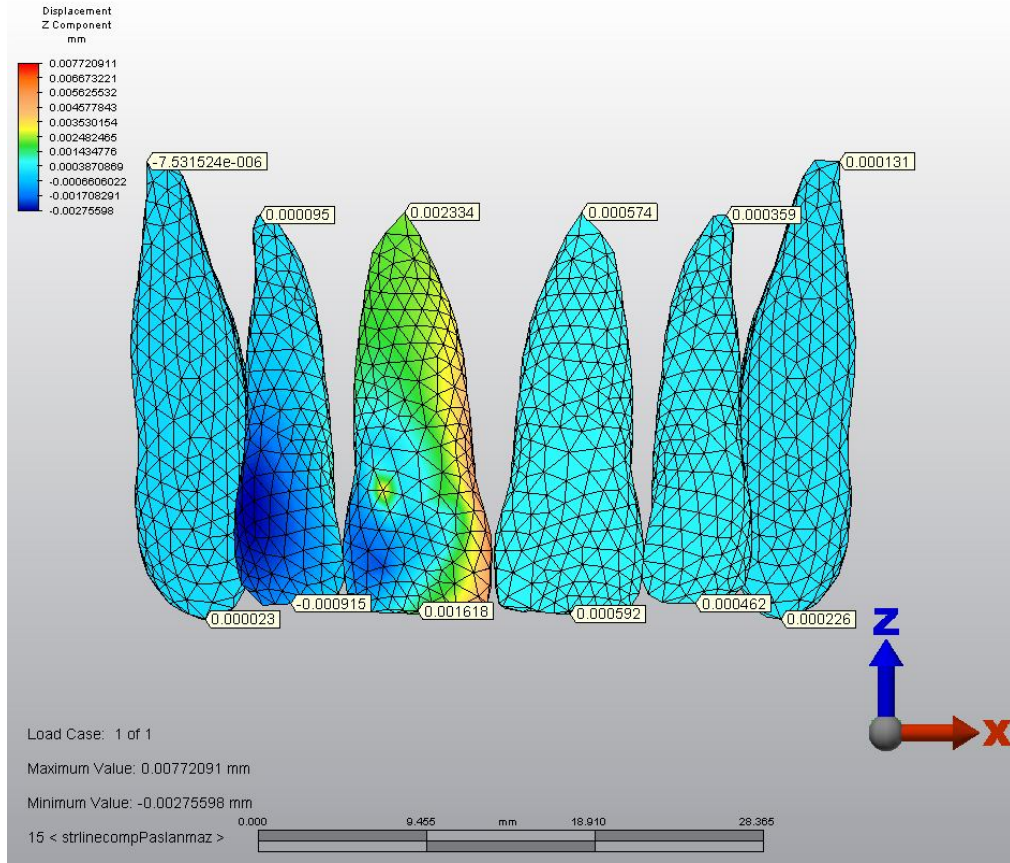 Displacement
Z Component
mm
0.007720911
0.006673221
0.005625532
0.004577843
0.003530154
0.002482465
0.001434776
0.0003870869
-0.0006606022
-0.001708291
-0.00275598
-7.531524e-006
0.000131
0.000095
0.002334
0.000574
0.000359
0.000023
-0.000915
0.001618
0.000592
0.000462
0.000226
Z
X
Load Case: 1 of 1
Maximum Value: 0.00772091 mm
Minimum Value: -0.00275598 mm
0.000 9.455 mm 18.910 28.365
15 < strlinecompPaslanmaz >